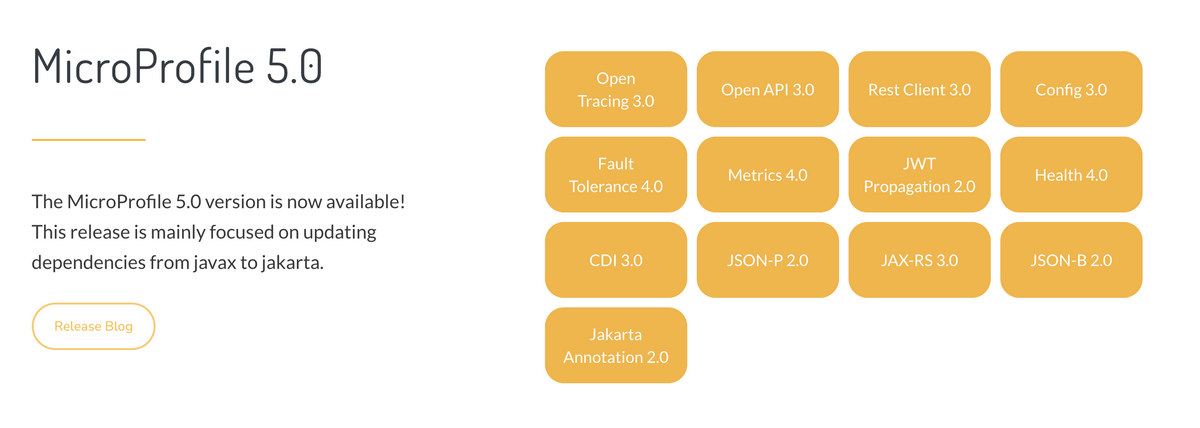 MicroProfile 5.0
The MicroProfile 5.0 version is now available!
This release is mainly focused on updating
dependencies from javax to jakarta.
Release Blog
Open
Tracing 3.0
Open API 3.0
Rest Client 3.0
Config 3.0
Fault
Tolerance 4.0
Metrics 4.0
JWT
Propagation 2.0
Health 4.0
CDI 3.0
JSON-P 2.0
JAX-RS 3.0
JSON-B 2.0
Jakarta
Annotation 2.0